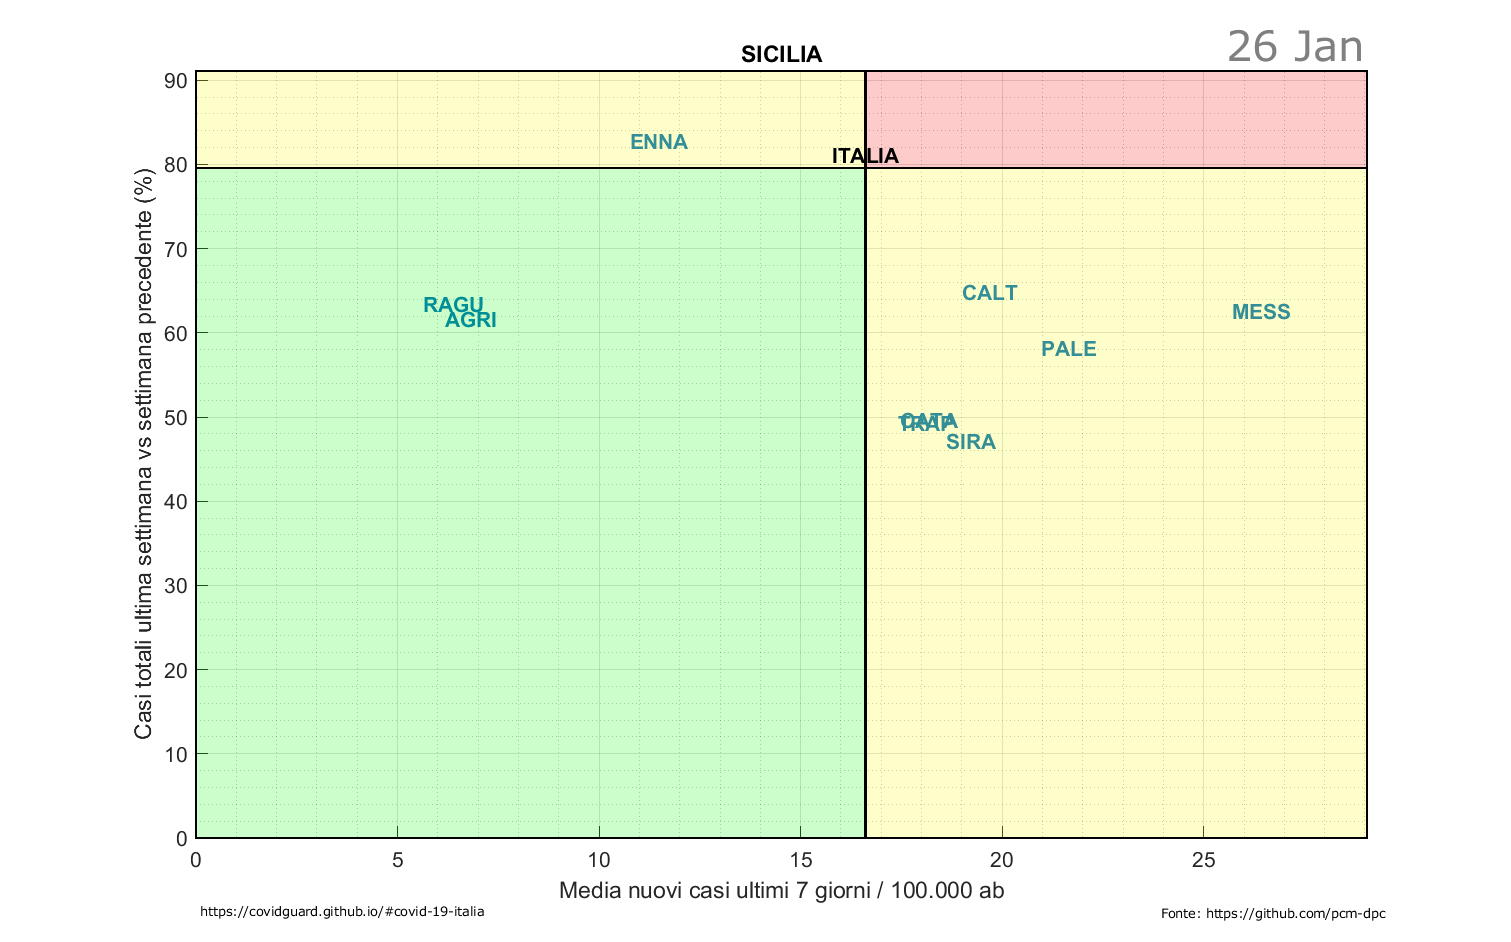 26 Jan
SICILIA
90
80
70
60
50
40
30
20
10
0
Casi totali ultima settimana vs settimana precedente (%)
ENNA
ITALIA
RAGU
AGRI
CALT
MESS
PALE
CATA
TRAP
SIRA
0 5 10 15 20 25
Media nuovi casi ultimi 7 giorni / 100.000 ab
https://covidguard.github.io/#covid-19-italia
Fonte: https://github.com/pcm-dpc